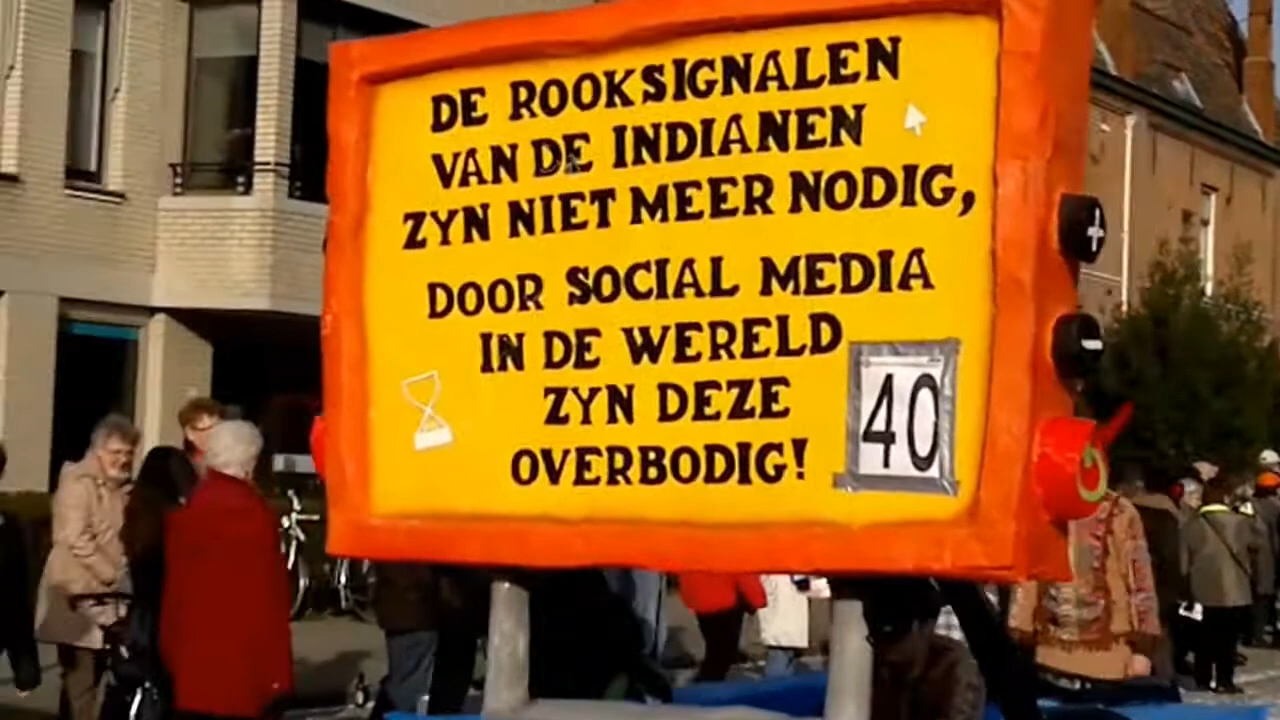 DE ROOKSIGNALEN
VAN DE INDIANEN
ZYN NIET MEER NODIG,
DOOR SOCIAL MEDIA
IN DE WERELD
ZYN DEZE
OVERBODIG!
40